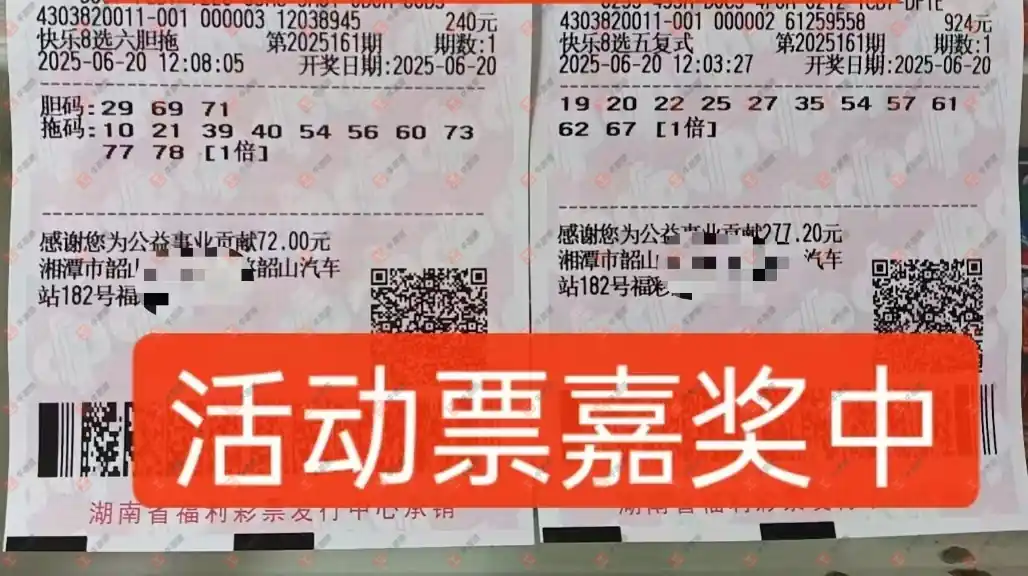 4303820011-001 000003 12038945 240元
快乐8选六胆拖 第2025161期 期数:1
2025-06-20 12:08:05 开奖日期:2025-06-20
胆码: 29 69 71
拖码: 10 21 39 40 54 56 60 73
77 78 [1倍]
感谢您为公益事业贡献72.00元
湘潭市韶山 韶山汽车
站182号福
湖南省福利彩票发行中心承销
4303820011-001 000002 61259558 924元
快乐8选五复式 第2025161期 期数:1
2025-06-20 12:03:27 开奖日期:2025-06-20
19 20 22 25 27 35 54 57 61
62 67 [1倍]
感谢您为公益事业贡献277.20元
湘潭市韶山 汽车
站182号福
湖南省福利彩票发
活动票嘉奖中